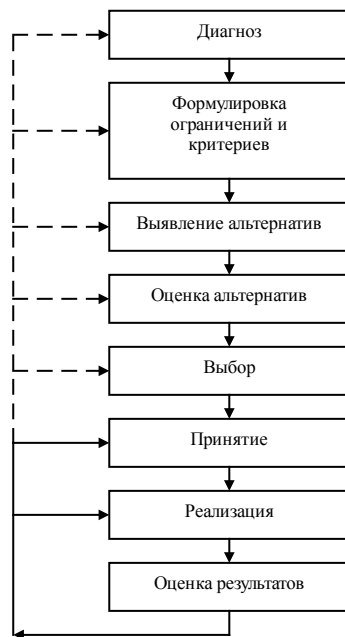 Диагноз
Формулировка
ограничений и
критериев
Выявление альтернатив
Оценка альтернатив
Выбор
Принятие
Реализация
Оценка результатов